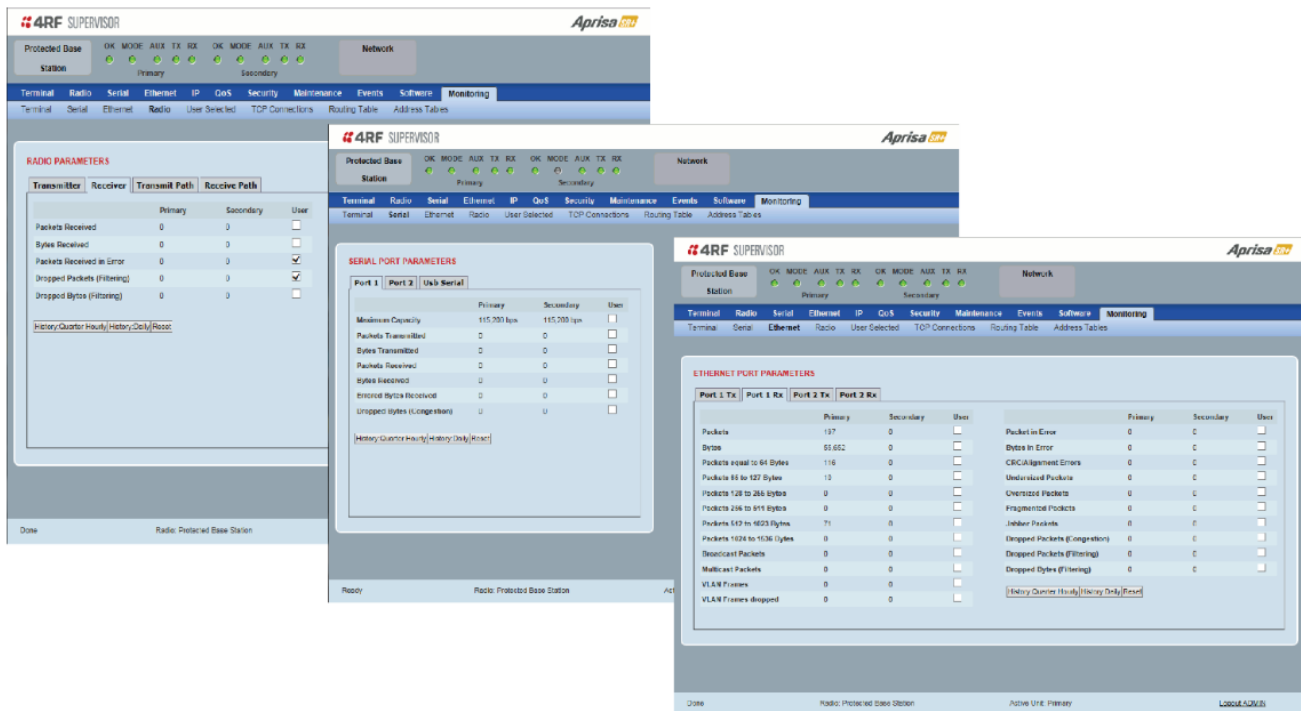 4RF SUPERVISOR
Aprisa SR+
Protected Base Station
OK MODE AUX TX RX OK MODE AUX TX RX
Primary Secondary
Network
Terminal Radio Serial Ethernet IP QoS Security Maintenance Events Software Monitoring
Terminal Serial Ethernet Radio User Selected TCP Connections Routing Table Address Tables
RADIO PARAMETERS
Transmitter Receiver Transmit Path Receive Path
Primary Secondary User
Packets Received 0 0
Bytes Received 0 0
Packets Received in Error 0 0
Dropped Packets (Filtering) 0 0
Dropped Bytes (Filtering) 0 0
History:Quarter Hourly History:Daily Reset
Done Radio: Protected Base Station
4RF SUPERVISOR
Aprisa SR+
Protected Base Station
OK MODE AUX TX RX OK MODE AUX TX RX
Primary Secondary
Network
Terminal Radio Serial Ethernet IP QoS Security Maintenance Events Software Monitoring
Terminal Serial Ethernet Radio User Selected TCP Connections Routing Table Address Tables
SERIAL PORT PARAMETERS
Port 1 Port 2 Usb Serial
Primary Secondary User
Maximum Capacity 115,200 bps 115,200 bps
Packets Transmitted 0 0
Bytes Transmitted 0 0
Packets Received 0 0
Bytes Received 0 0
Errored Bytes Received 0 0
Dropped Bytes (Congestion) 0 0
History:Quarter Hourly History:Daily Reset
Ready Radio: Protected Base Station
4RF SUPERVISOR
Aprisa SR+
Protected Base Station
OK MODE AUX TX RX OK MODE AUX TX RX
Primary Secondary
Network
Terminal Radio Serial Ethernet IP QoS Security Maintenance Events Software Monitoring
Terminal Serial Ethernet Radio User Selected TCP Connections Routing Table Address Tables
ETHERNET PORT PARAMETERS
Port 1 Tx Port 1 Rx Port 2 Tx Port 2 Rx
Primary Secondary User Primary Secondary User
Packets 197 0 Packet in Error 0 0
Bytes 0 Bytes in Error 0 0
Packets equal to 64 Bytes 116 0 CRC/Alignment Errors 0 0
Packets 65 to 127 Bytes 10 0 Undersized Packets 0 0
Packets 128 to 255 Bytes 0 0 Oversized Packets 0 0
Packets 256 to 511 Bytes 0 0 Fragmented Packets 0 0
Packets 512 to 1023 Bytes 71 0 Jabber Packets 0 0
Packets 1024 to 1536 Bytes 0 0 Dropped Packets (Congestion) 0 0
Broadcast Packets 0 0 Dropped Packets (Filtering) 0 0
Multicast Packets 0 0 Dropped Bytes (Filtering) 0 0
VLAN Frames 0 0
VLAN Frames dropped 0 0
History:Quarter Hourly History:Daily Reset
Done Radio: Protected Base Station Active Unit: Primary Logout ADMIN